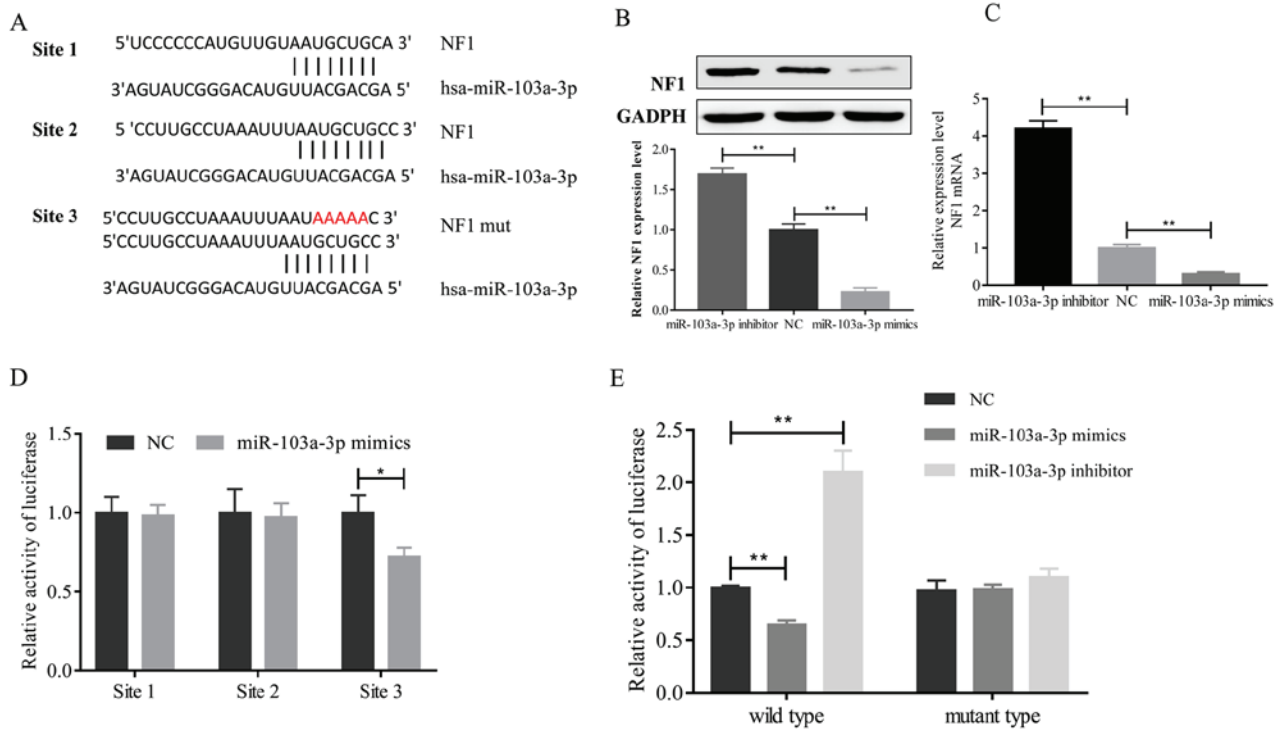 A
Site 1
5'UCCCCCCAUGUUGUAAUGCUGCA 3'
NF1
3'AGUAUCGGGACAUGUUACGACGA 5'
hsa-miR-103a-3p
Site 2
5 'CCUUGCCUAAAUUUAAUGCUGCC 3'
NF1
3'AGUAUCGGGACAUGUUACGACGA 5'
hsa-miR-103a-3p
Site 3
5'CCUUGCCUAAAUUUAAUAAAAAC 3'
NF1 mut
5'CCUUGCCUAAAUUUAAUGCUGCC 3'
3'AGUAUCGGGACAUGUUACGACGA 5'
hsa-miR-103a-3p
B
NF1
GADPH
Relative NF1 expression level
2.0
1.5
1.0
0.5
0.0
**
**
miR-103a-3p inhibitor NC miR-103a-3p mimics
C
Relative expression level
NF1 mRNA
5
4
3
2
1
0
**
**
miR-103a-3p inhibitor NC miR-103a-3p mimics
D
Relative activity of luciferase
1.5
1.0
0.5
0.0
NC miR-103a-3p mimics
*
Site 1 Site 2 Site 3
E
Relative activity of luciferase
2.5
2.0
1.5
1.0
0.5
0.0
**
**
NC
miR-103a-3p mimics
miR-103a-3p inhibitor
wild type mutant type